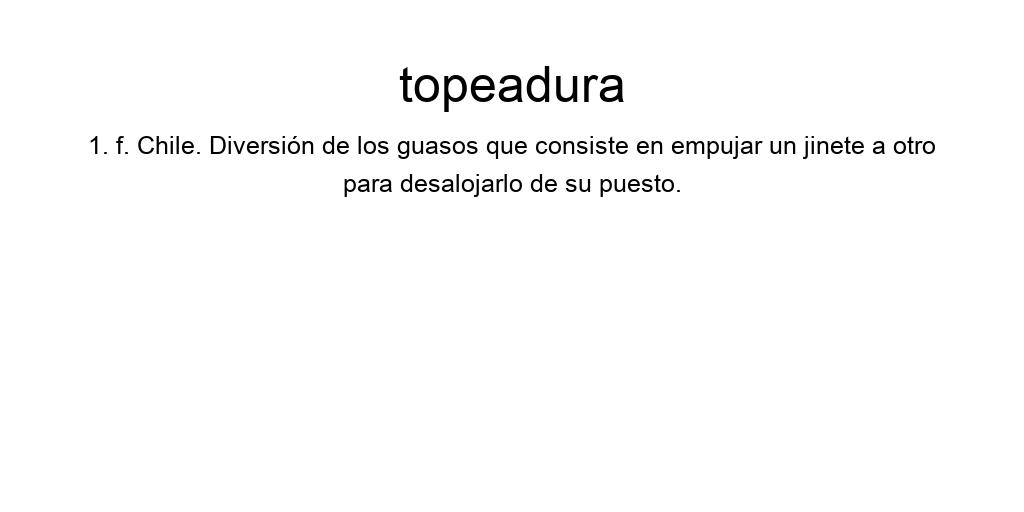 topeadura
1. f. Chile. Diversión de los guasos que consiste en empujar un jinete a otro
para desalojarlo de su puesto.